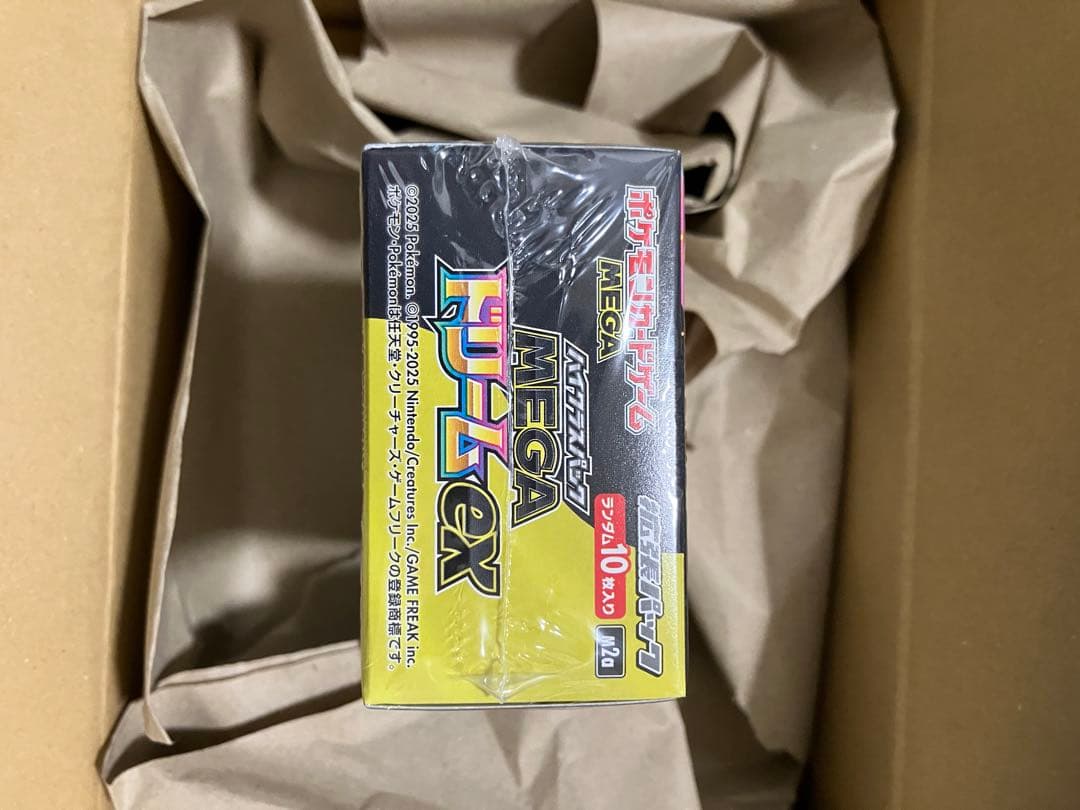 ポケモンカードゲーム
MEGA
拡張パック
ハイクラスパック
MEGA
ドリームex
ランダム10枚入り
M2a
©2025 Pokémon. ©1995-2025 Nintendo/Creatures Inc./GAME FREAK inc.
ポケモン・Pokémonは任天堂・クリーチャーズ・ゲームフリークの登録商標です。